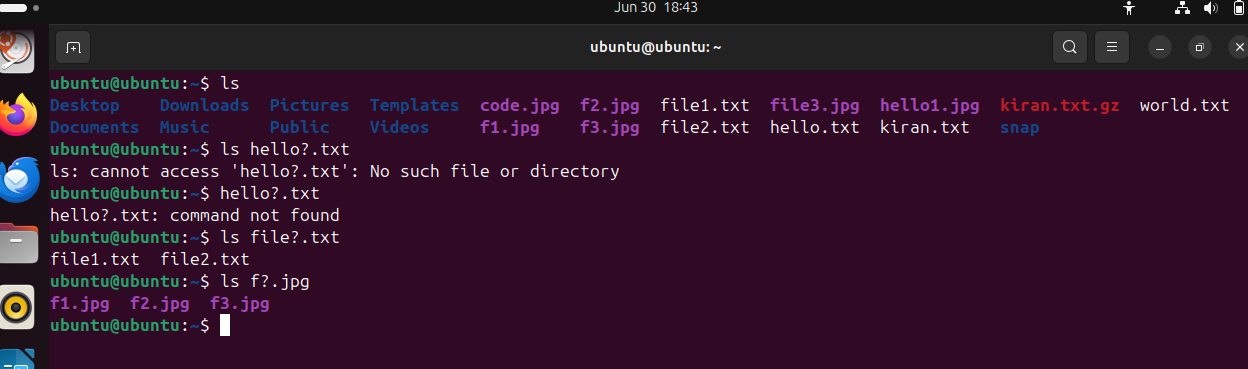 Jun 30 18:43
ubuntu@ubuntu: ~
ubuntu@ubuntu:~$ ls
Desktop Downloads Pictures Templates code.jpg f2.jpg file1.txt file3.jpg hello1.jpg kiran.txt.gz world.txt
Documents Music Public Videos f1.jpg f3.jpg file2.txt hello.txt kiran.txt snap
ubuntu@ubuntu:~$ ls hello?.txt
ls: cannot access 'hello?.txt': No such file or directory
ubuntu@ubuntu:~$ hello?.txt
hello?.txt: command not found
ubuntu@ubuntu:~$ ls file?.txt
file1.txt file2.txt
ubuntu@ubuntu:~$ ls f?.jpg
f1.jpg f2.jpg f3.jpg
ubuntu@ubuntu:~$